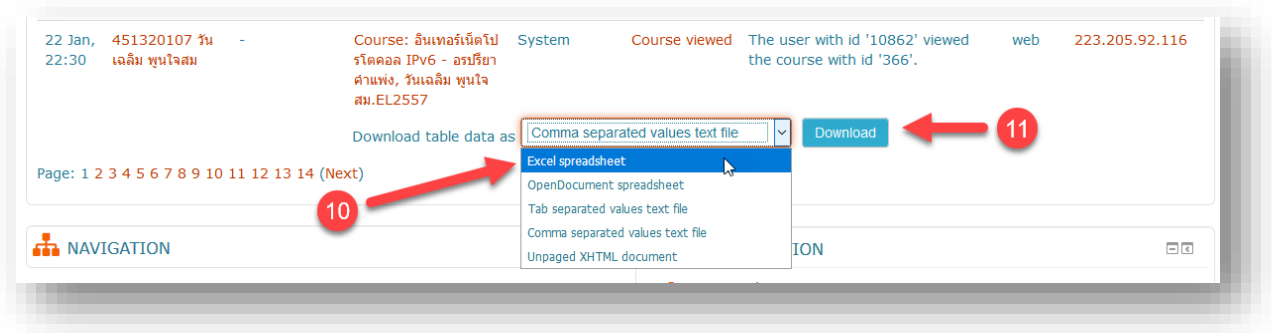 22 Jan, 451320107 วัน - Course: อินเทอร์เน็ตโป System Course viewed The user with id '10862' viewed web 223.205.92.116
22:30 เฉลิม พูนใจสม รโตคอล IPv6 - อรปรียา the course with id '366'.
คำแพ่ง, วันเฉลิม พูนใจ
สม.EL2557
Download table data as Comma separated values text file Download 11
Excel spreadsheet
Page: 1 2 3 4 5 6 7 8 9 10 11 12 13 14 (Next)
OpenDocument spreadsheet
10 Tab separated values text file
Comma separated values text file
NAVIGATION ION
Unpaged XHTML document